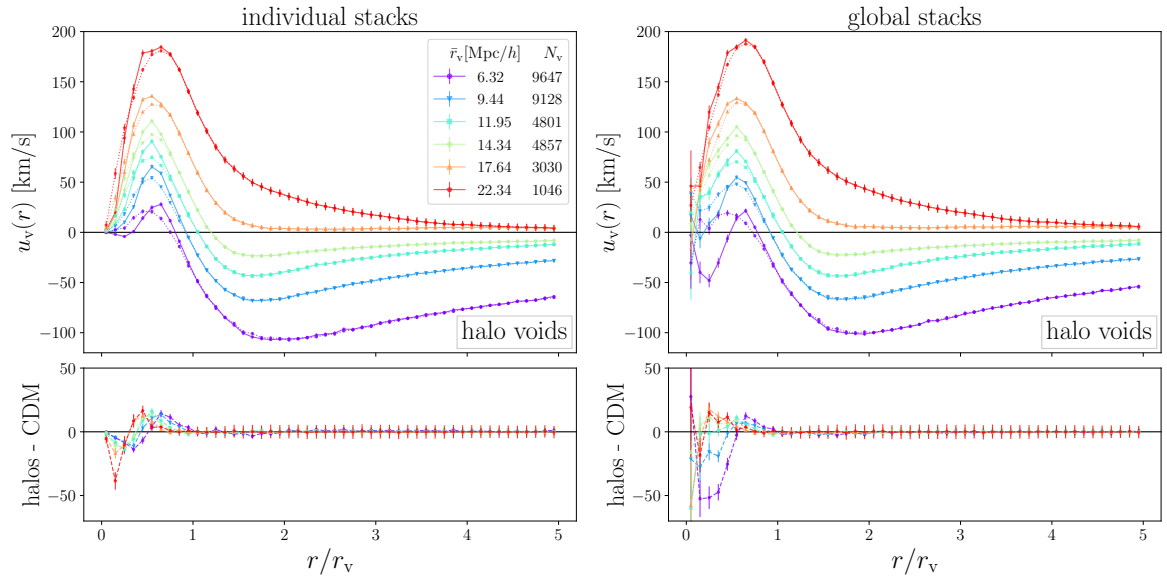 individual stacks
200
150
100
50
0
−50
−100
u_v(r) [km/s]
r̄_v[Mpc/h] N_v
6.32 9647
9.44 9128
11.95 4801
14.34 4857
17.64 3030
22.34 1046
halo voids
50
0
−50
halos - CDM
0 1 2 3 4 5
r/r_v
global stacks
200
150
100
50
0
−50
−100
u_v(r) [km/s]
halo voids
50
0
−50
halos - CDM
0 1 2 3 4 5
r/r_v